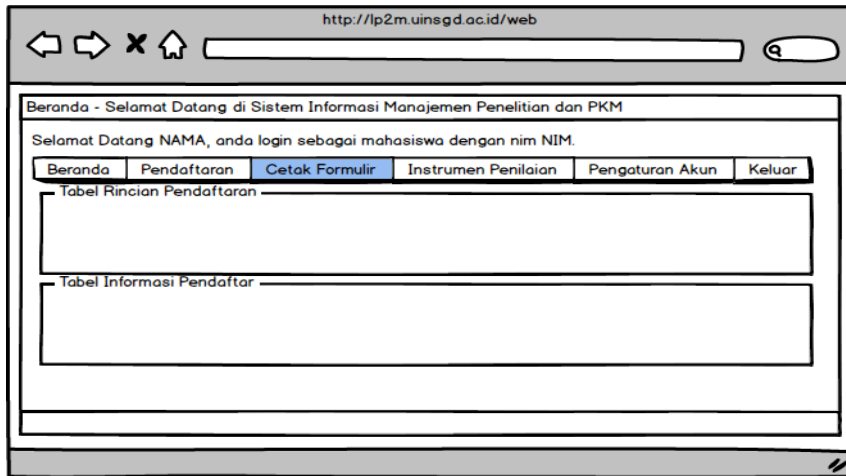 http://lp2m.uinsgd.ac.id/web
Beranda - Selamat Datang di Sistem Informasi Manajemen Penelitian dan PKM
Selamat Datang NAMA, anda login sebagai mahasiswa dengan nim NIM.
Beranda Pendaftaran Cetak Formulir Instrumen Penilaian Pengaturan Akun Keluar
Tabel Rincian Pendaftaran
Tabel Informasi Pendaftar